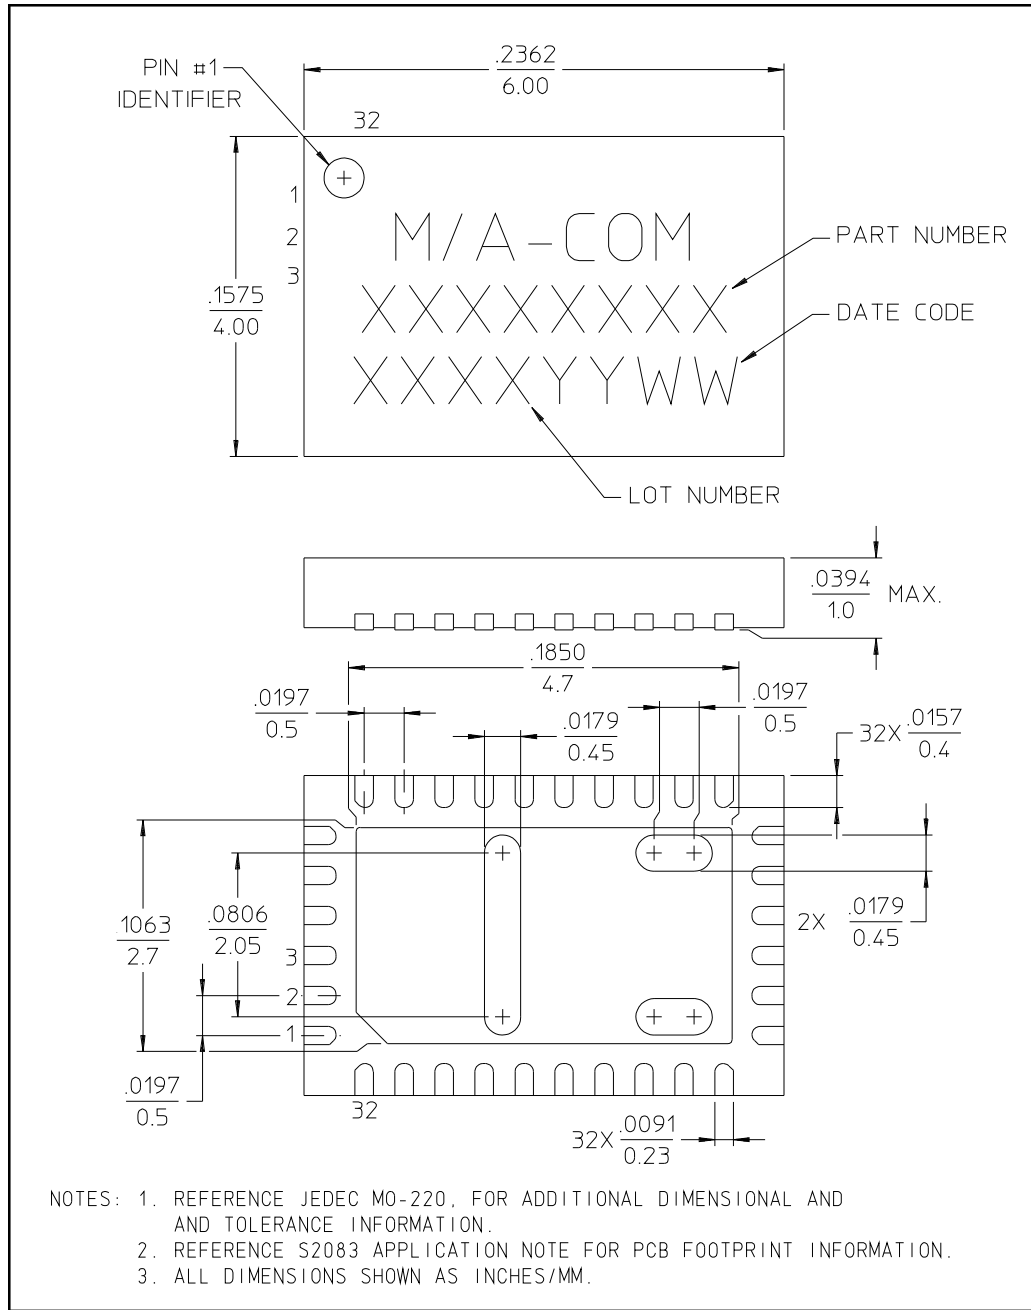 .2362
6.00
PIN #1
IDENTIFIER
32
1
2
3
M/A-COM
XXXXXXXX
XXXXYYWW
PART NUMBER
DATE CODE
LOT NUMBER
.1575
4.00
.0394
1.0
MAX.
.1850
4.7
.0197
0.5
.0179
0.45
.0197
0.5
32X .0157
0.4
.1063
2.7
.0806
2.05
3
2
1
2X .0179
0.45
.0197
0.5
32
32X .0091
0.23
NOTES: 1. REFERENCE JEDEC MO-220, FOR ADDITIONAL DIMENSIONAL AND
AND TOLERANCE INFORMATION.
2. REFERENCE S2083 APPLICATION NOTE FOR PCB FOOTPRINT INFORMATION.
3. ALL DIMENSIONS SHOWN AS INCHES/MM.